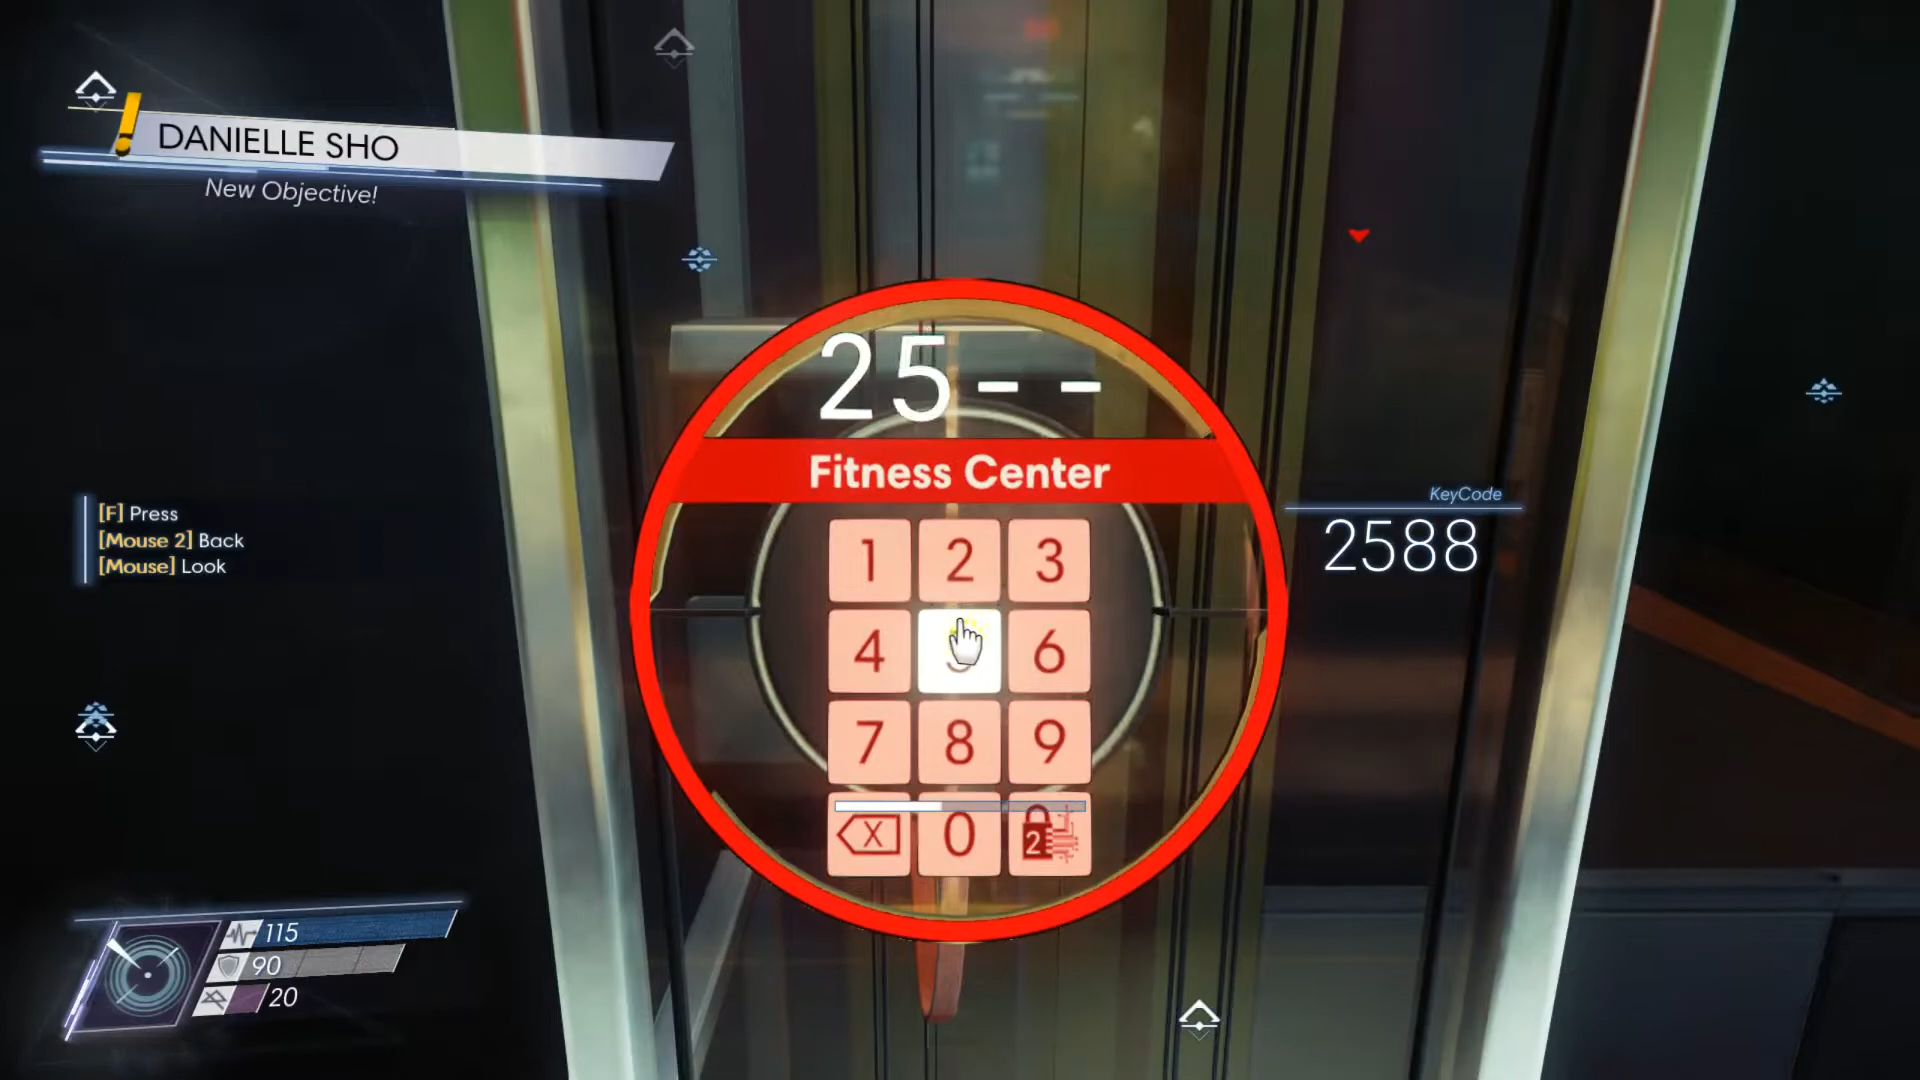 DANIELLE SHO
New Objective!
25--
Fitness Center
KeyCode
2588
[F] Press
[Mouse 2] Back
[Mouse] Look
1 2 3
4 6
7 8 9
X 0 2
115
90
20